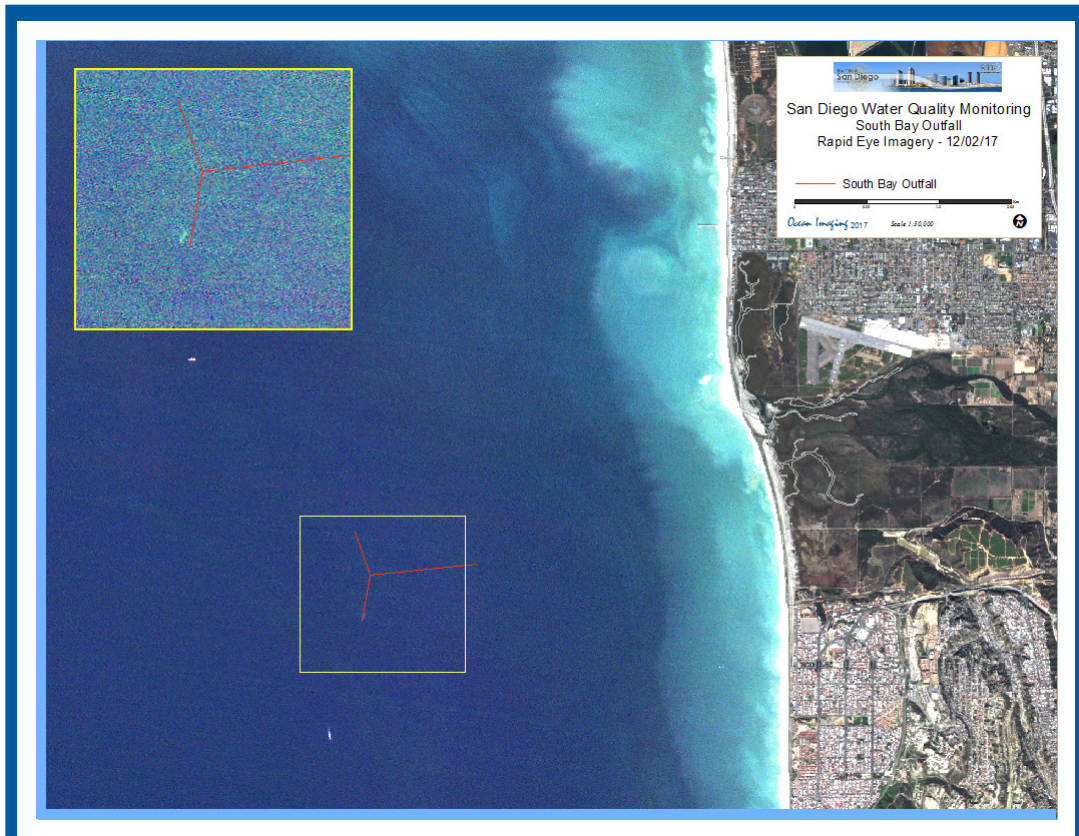 San Diego
San Diego Water Quality Monitoring
South Bay Outfall
Rapid Eye Imagery - 12/02/17
South Bay Outfall
Ocean Imaging 2017
Scale 1:30,000
N